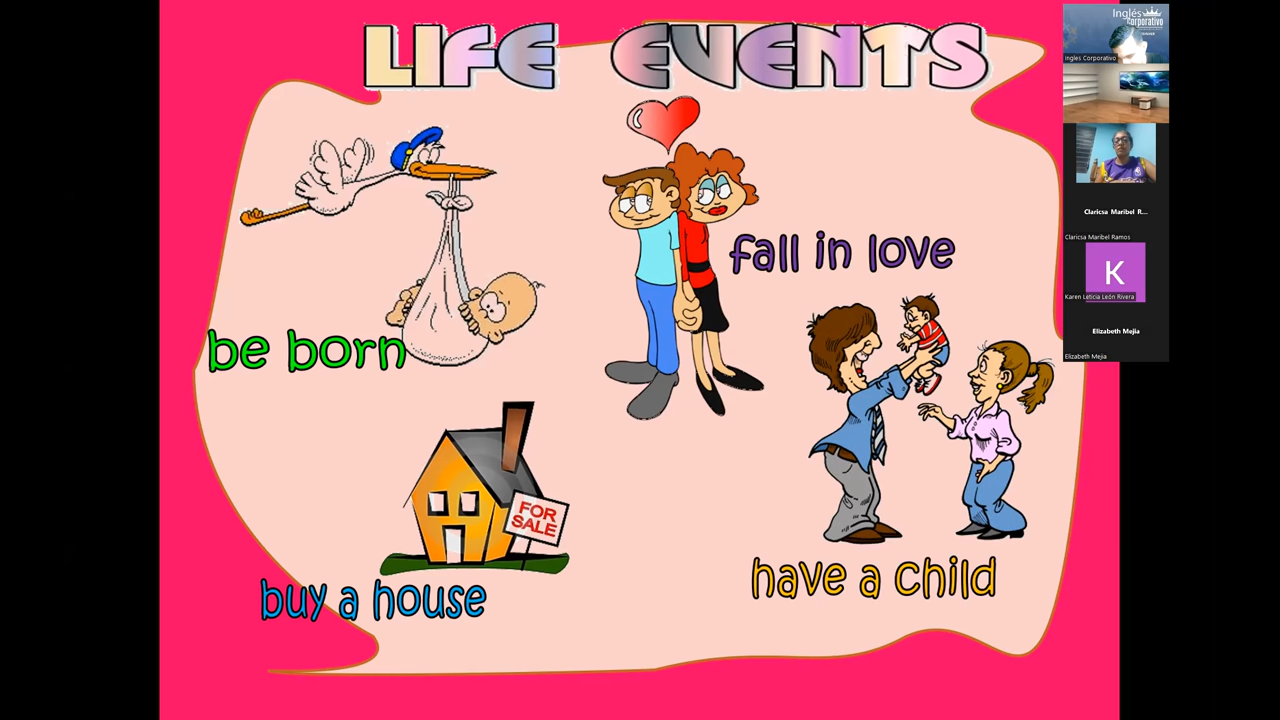 LIFE EVENTS
be born
fall in love
FOR
SALE
buy a house
have a child
Inglés
Corporativo
Ingles Corporativo
Claricsa Maribel R...
Claricsa Maribel Ramos
K
Karen Leticia León Rivera
Elizabeth Mejia
Elizabeth Mejia